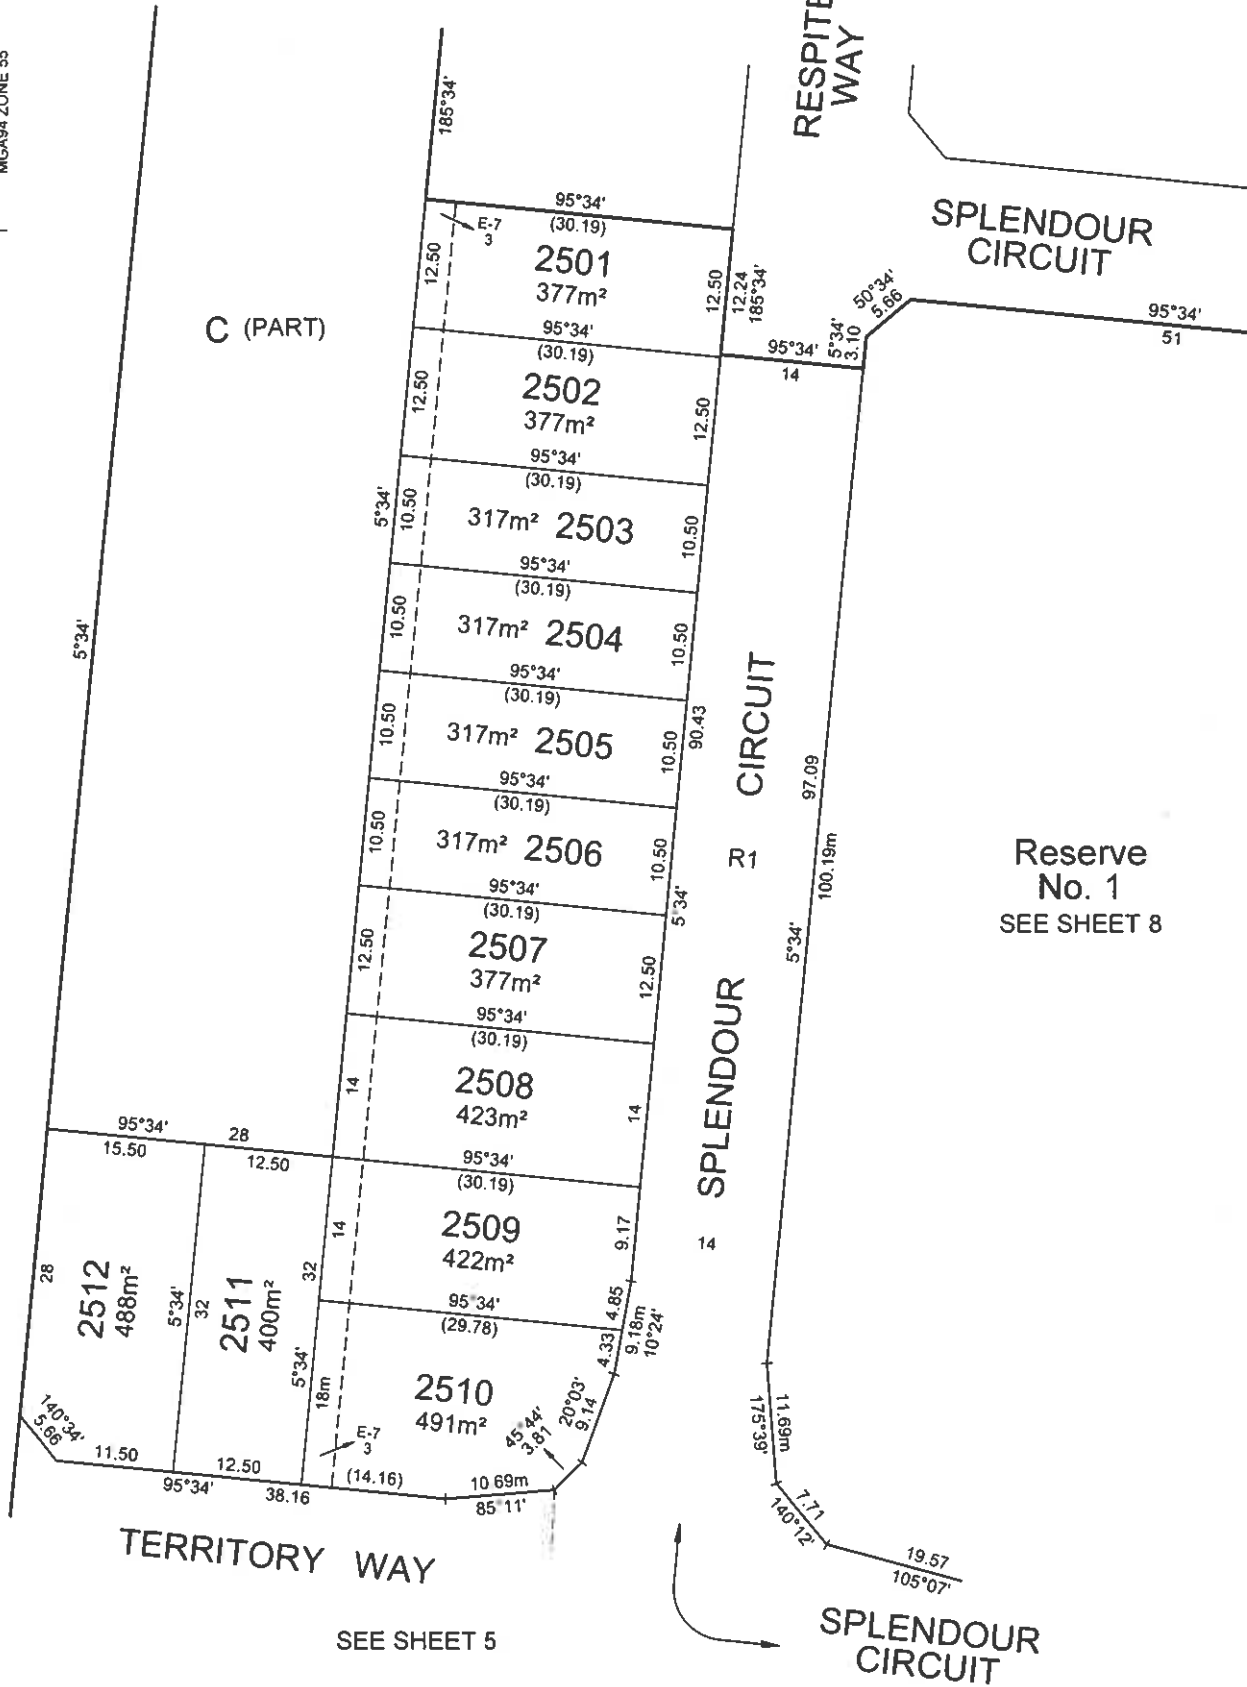 MGA94 ZONE 55
RESPITE
WAY
185°34'
SPLENDOUR
CIRCUIT
95°34'
(30.19)
E-7
3
12.50
2501
377m²
12.50
12.24
185°34'
50°34'
5.66
5°34'
3.10
95°34'
51
C (PART)
95°34'
(30.19)
95°34'
14
12.50
2502
377m²
12.50
95°34'
(30.19)
5°34'
10.50
317m² 2503
10.50
95°34'
(30.19)
10.50
317m² 2504
10.50
5°34'
95°34'
(30.19)
10.50
317m² 2505
10.50
90.43
CIRCUIT
97.09
95°34'
(30.19)
10.50
317m² 2506
10.50
R1
100.19m
Reserve
No. 1
SEE SHEET 8
95°34'
(30.19)
5°34'
5°34'
12.50
2507
377m²
12.50
95°34'
(30.19)
SPLENDOUR
14
2508
423m²
14
95°34'
28
15.50
12.50
95°34'
(30.19)
14
2509
422m²
9.17
14
28
2512
488m²
5°34'
32
2511
400m²
32
95°34'
(29.78)
4.85
9.18m
10°24'
4.33
5°34'
18m
2510
491m²
45°44'
3.81
20°03'
9.14
11.69m
175°39'
140°34'
5.66
11.50
12.50
95°34'
38.16
E-7
3
(14.16)
10.69m
85°11'
7.71
140°12'
19.57
105°07'
TERRITORY WAY
SEE SHEET 5
SPLENDOUR
CIRCUIT